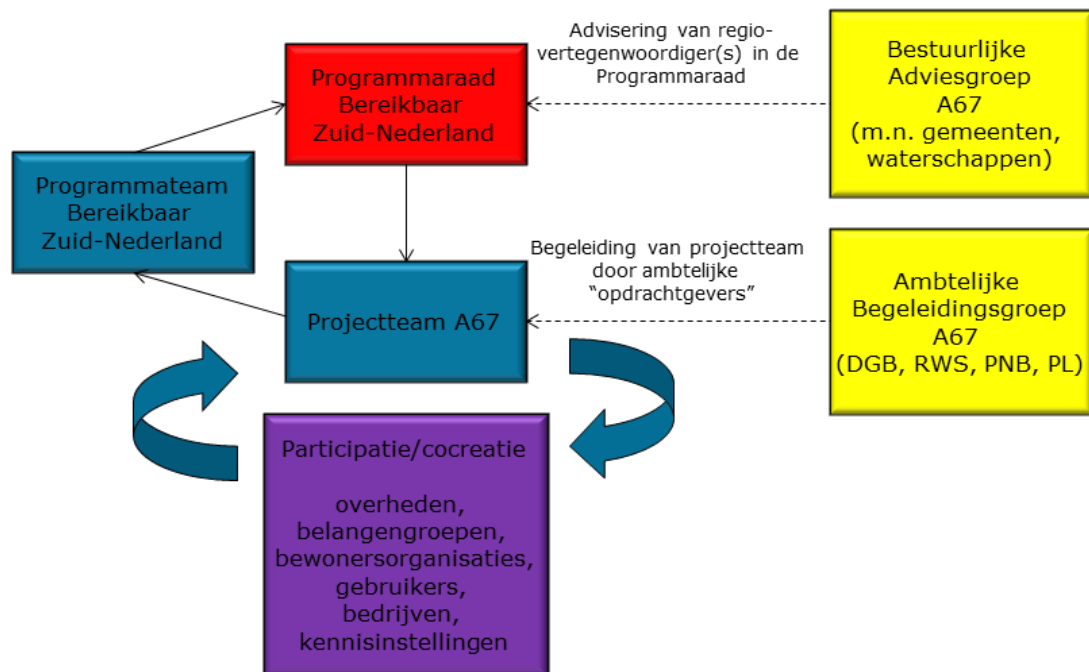 Programmaraad
Bereikbaar
Zuid-Nederland
Advisering van regio-
vertegenwoordiger(s) in de
Programmaraad
Bestuurlijke
Adviesgroep
A67
(m.n. gemeenten,
waterschappen)
Programmateam
Bereikbaar
Zuid-Nederland
Projectteam A67
Begeleiding van projectteam
door ambtelijke
“opdrachtgevers”
Ambtelijke
Begeleidingsgroep
A67
(DGB, RWS, PNB, PL)
Participatie/cocreatie
overheden,
belangengroepen,
bewonersorganisaties,
gebruikers,
bedrijven,
kennisinstellingen